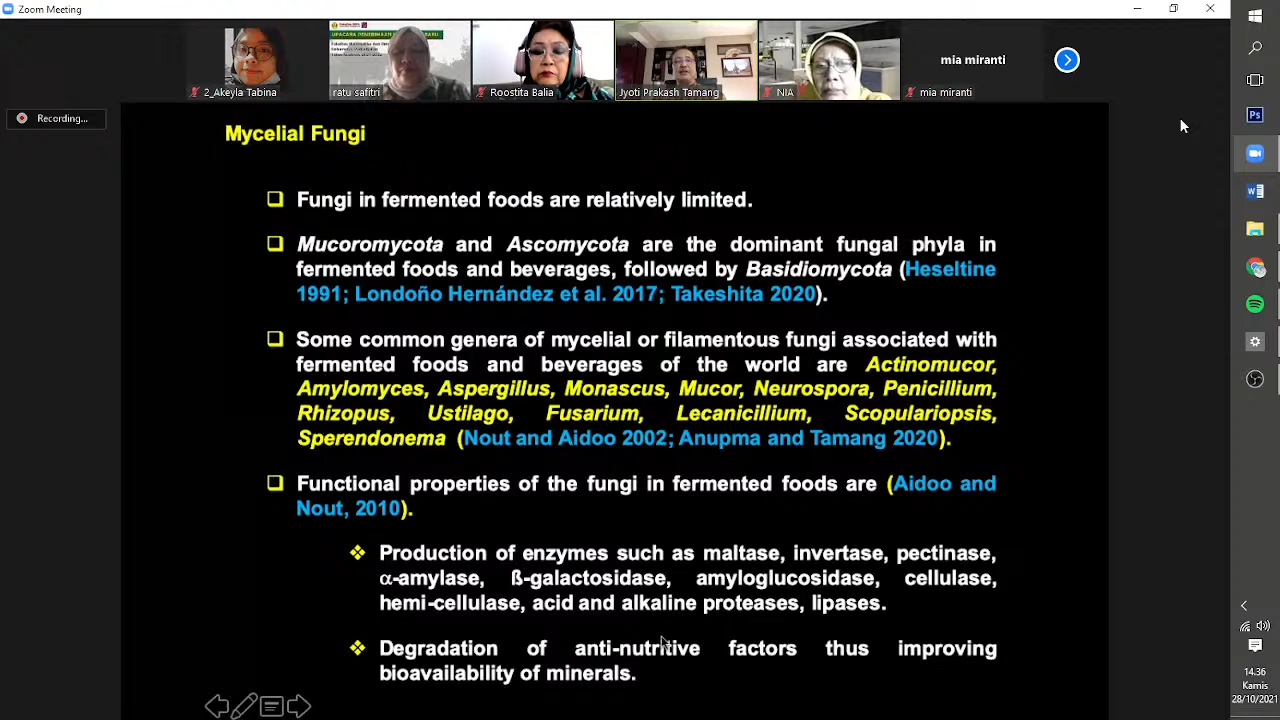 Zoom Meeting
UPACARA PENERIMAAN
2_Akeyla Tabina
ratu safitri
Roostita Balia
Jyoti Prakash Tamang
NIA
mia miranti
mia miranti
Recording...
Mycelial Fungi
Fungi in fermented foods are relatively limited.
Mucoromycota and Ascomycota are the dominant fungal phyla in
fermented foods and beverages, followed by Basidiomycota (Heseltine
1991; Londoño Hernández et al. 2017; Takeshita 2020).
Some common genera of mycelial or filamentous fungi associated with
fermented foods and beverages of the world are Actinomucor,
Amylomyces, Aspergillus, Monascus, Mucor, Neurospora, Penicillium,
Rhizopus, Ustilago, Fusarium, Lecanicillium, Scopulariopsis,
Sperendonema (Nout and Aidoo 2002; Anupma and Tamang 2020).
Functional properties of the fungi in fermented foods are (Aidoo and
Nout, 2010).
Production of enzymes such as maltase, invertase, pectinase,
α-amylase, ß-galactosidase, amyloglucosidase, cellulase,
hemi-cellulase, acid and alkaline proteases, lipases.
Degradation of anti-nutritive factors thus improving
bioavailability of minerals.
Ps
14.36
Kamis
28/10/2021